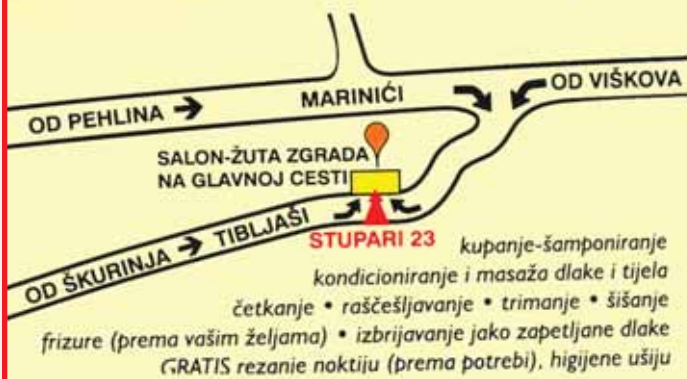 OD PEHLINA
MARINIĆI
OD VIŠKOVA
SALON-ŽUTA ZGRADA
NA GLAVNOJ CESTI
OD ŠKURINJA
TIBLJAŠI
STUPARI 23
kupanje-šamponiranje
kondicioniranje i masaža dlake i tijela
četkanje • raščešljavanje • trimanje • šišanje
frizure (prema vašim željama) • izbrijavanje jako zapetljane dlake
GRATIS rezanje noktiju (prema potrebi), higijene ušiju